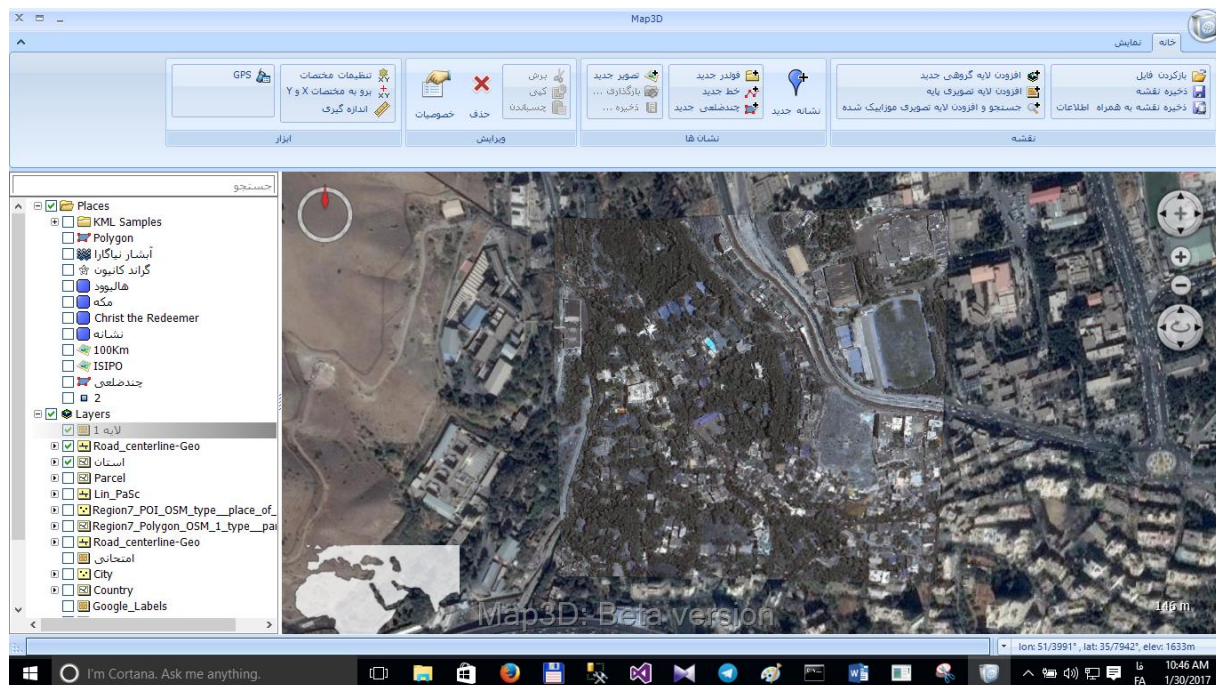 Map3D
خانه نمایش
بازکردن فایل
ذخیره نقشه
ذخیره نقشه به همراه اطلاعات
افزودن لایه گروهی جدید
افزودن لایه تصویری پایه
جستجو و افزودن لایه تصویری موزاییک شده
نقشه
نشانه جدید
فولدر جدید
خط جدید
چندضلعی جدید
تصویر جدید
بارگذاری ...
ذخیره ...
نشان ها
برش
کپی
چسباندن
حذف
خصوصیات
ویرایش
تنظیمات مختصات
برو به مختصات X و Y
اندازه گیری
GPS
ابزار
جستجو
Places
KML Samples
Polygon
آبشار نیاگارا
گراند کانیون
هالیوود
مکه
Christ the Redeemer
نشانه
100Km
ISIPO
چندضلعی
2
Layers
لایه 1
Road_centerline-Geo
استان
Parcel
Lin_PaSc
Region7_POI_OSM_type__place_of_
Region7_Polygon_OSM_1_type__pa
Road_centerline-Geo
امتحانی
City
Country
Google_Labels
146 m
Map3D: Beta version
lon: 51/3991° , lat: 35/7942°, elev: 1633m
I'm Cortana. Ask me anything.
فا
FA
10:46 AM
1/30/2017